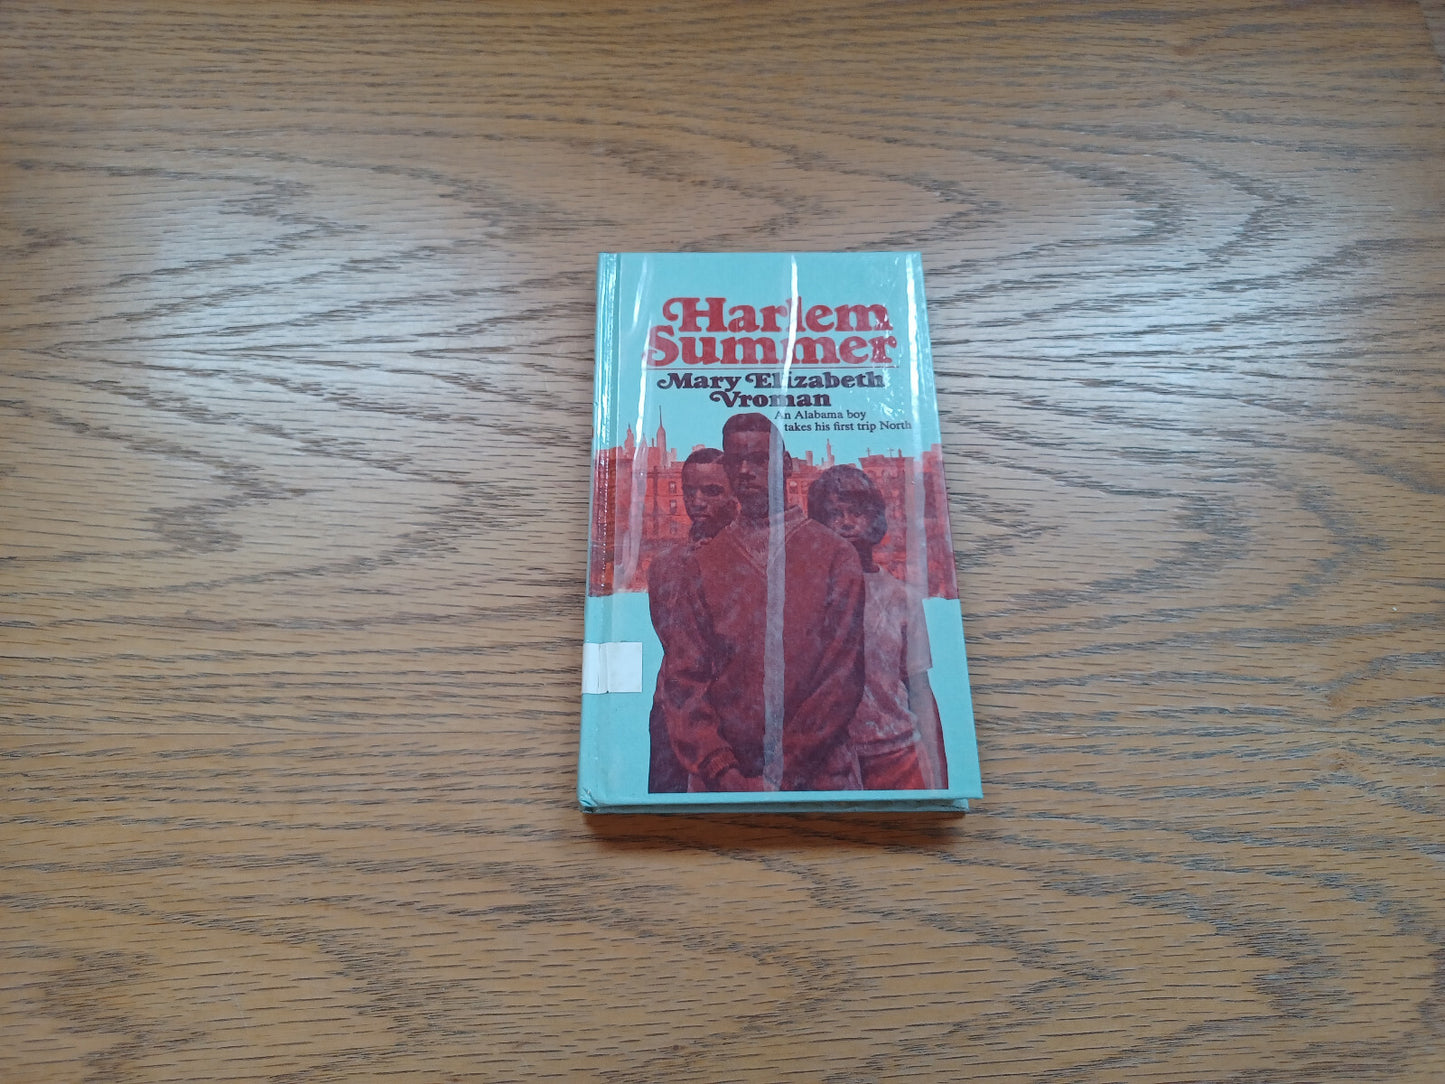 Harlem
Summer
Mary Elizabeth
Vroman
An Alabama boy
takes his first trip North